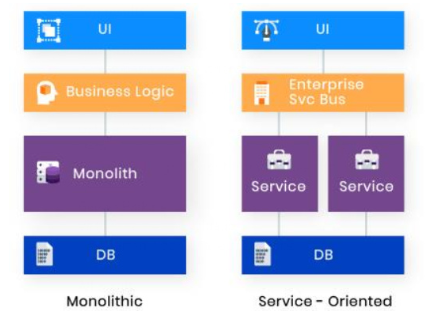 UI
Business Logic
Monolith
DB
Monolithic
UI
Enterprise
Svc Bus
Service
Service
DB
Service - Oriented